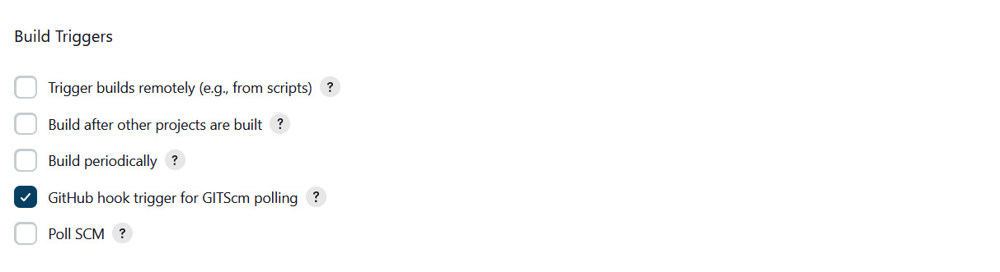 Build Triggers
Trigger builds remotely (e.g., from scripts) ?
Build after other projects are built ?
Build periodically ?
GitHub hook trigger for GITScm polling ?
Poll SCM ?